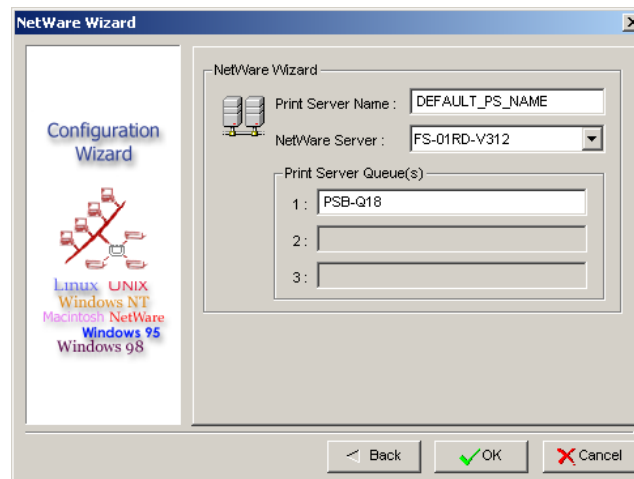 NetWare Wizard
Configuration
Wizard
Linux UNIX
Windows NT
Macintosh NetWare
Windows 95
Windows 98
NetWare Wizard
Print Server Name : DEFAULT_PS_NAME
NetWare Server : FS-01RD-V312
Print Server Queue(s)
1 : PSB-Q18
2 :
3 :
< Back OK Cancel